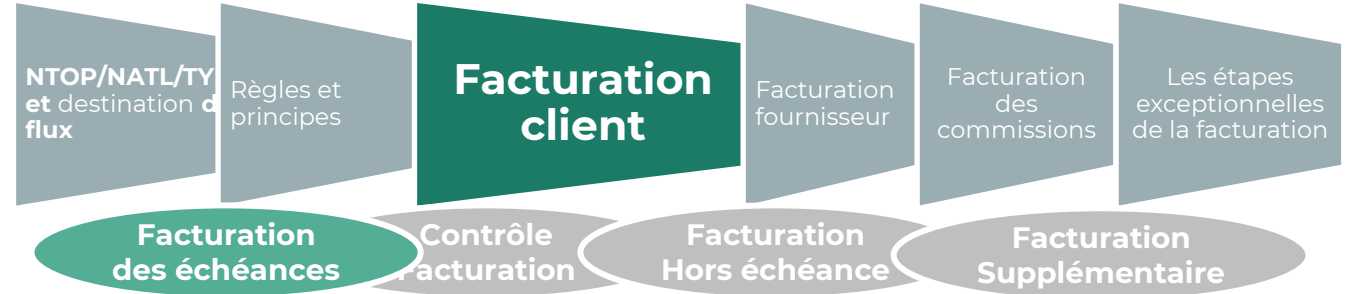 NTOP/NATL/TY
et destination d
flux
Règles et
principes
Facturation
client
Facturation
fournisseur
Facturation
des
commissions
Les étapes
exceptionnelles
de la facturation
Facturation
des échéances
Contrôle
Facturation
Facturation
Hors échéance
Facturation
Supplémentaire